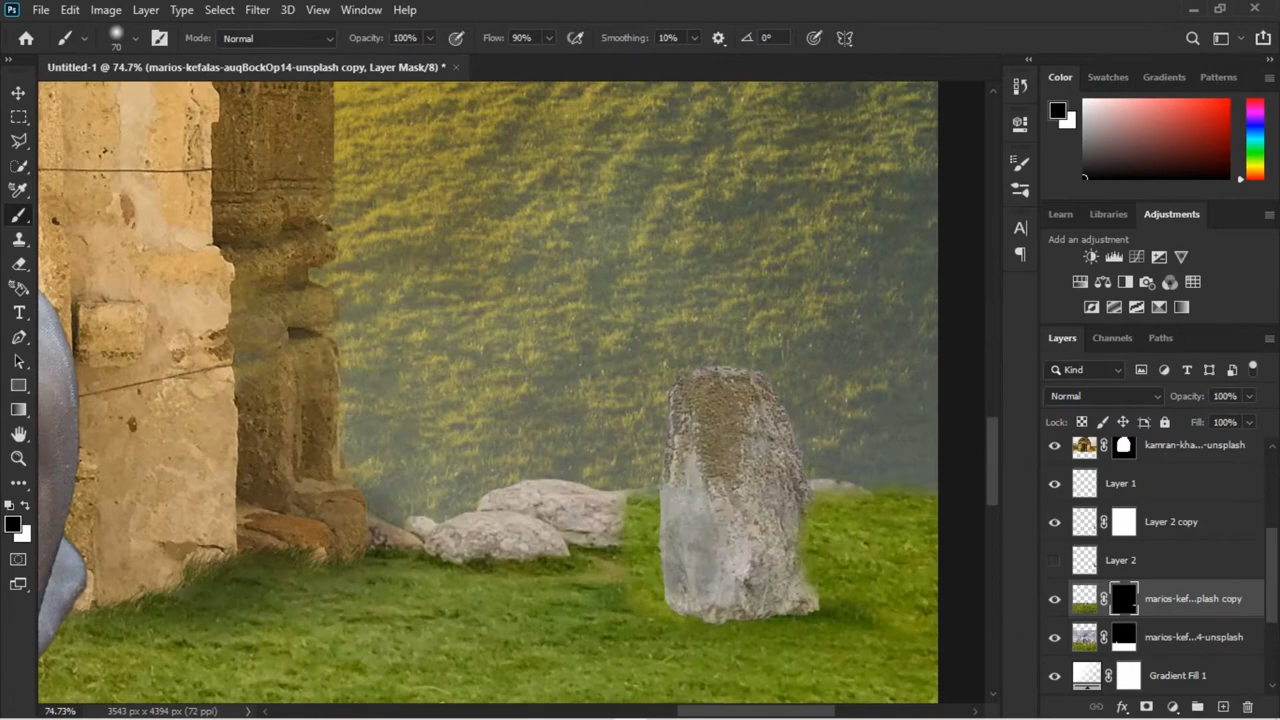 Ps File Edit Image Layer Type Select Filter 3D View Window Help
70 Mode: Normal Opacity: 100% Flow: 90% Smoothing: 10% 0°
Untitled-1 @ 74.7% (marios-kefalas-auqBockOp14-unsplash copy, Layer Mask/8) * ×
Color Swatches Gradients Patterns
Learn Libraries Adjustments
Add an adjustment
Layers Channels Paths
Kind
Normal Opacity: 100%
Lock: Fill: 100%
kamran-kha...-unsplash
Layer 1
Layer 2 copy
Layer 2
marios-kef...plash copy
marios-kef...4-unsplash
Gradient Fill 1
74.73% 3543 px x 4394 px (72 ppi)